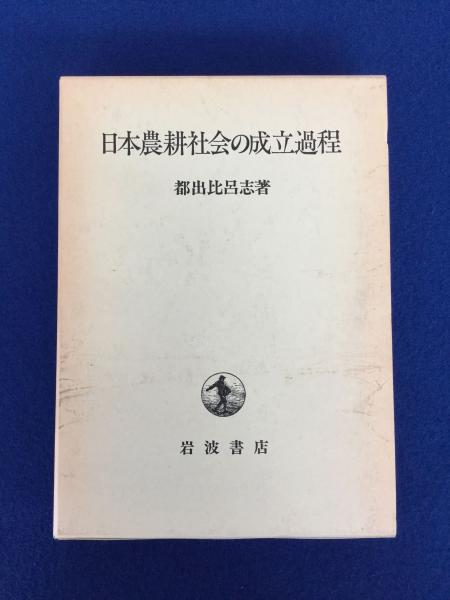 日本農耕社会の成立過程
都出比呂志著
岩波書店